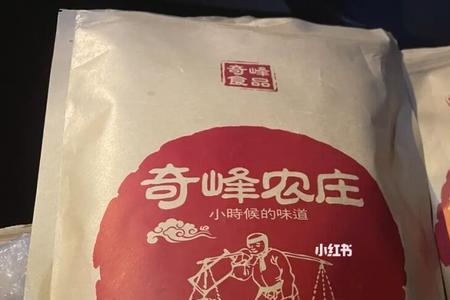 奇峰
食品
奇峰农庄
小時候的味道
小红书